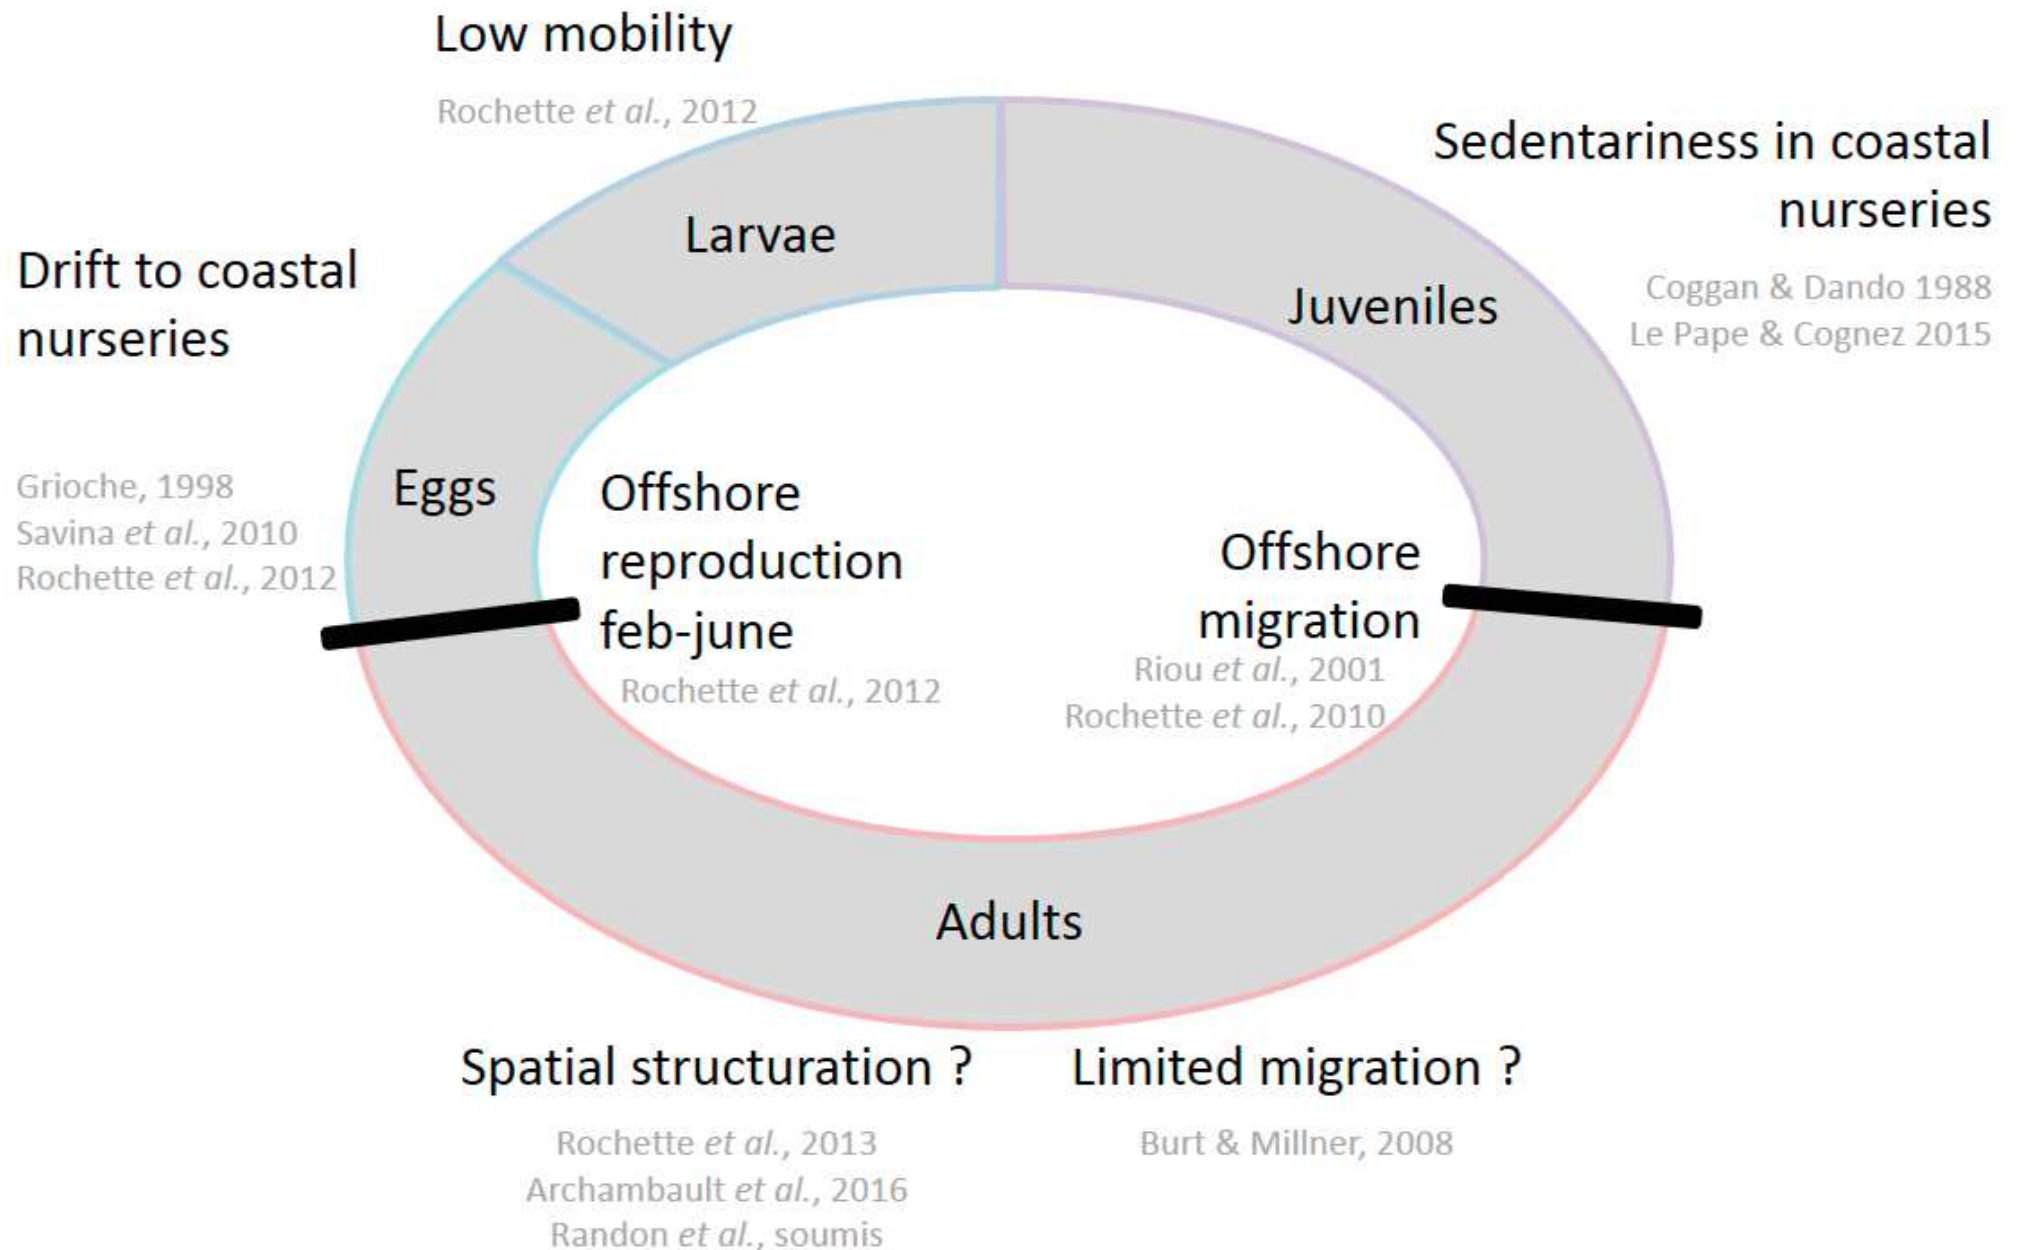 Low mobility
Rochette et al., 2012
Sedentariness in coastal
nurseries
Coggan & Dando 1988
Le Pape & Cognez 2015
Larvae
Juveniles
Drift to coastal
nurseries
Grioche, 1998
Savina et al., 2010
Rochette et al., 2012
Eggs
Offshore
reproduction
feb-june
Rochette et al., 2012
Offshore
migration
Riou et al., 2001
Rochette et al., 2010
Adults
Spatial structuration ?
Rochette et al., 2013
Archambault et al., 2016
Randon et al., soumis
Limited migration ?
Burt & Millner, 2008